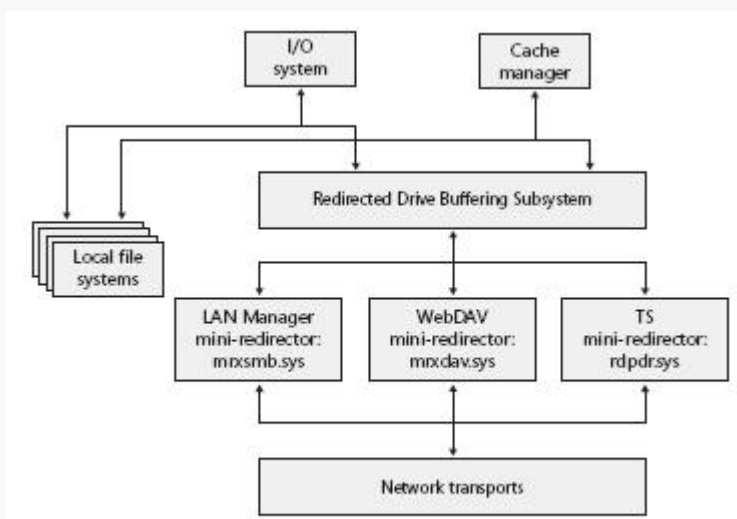 I/O
system
Cache
manager
Redirected Drive Buffering Subsystem
Local file
systems
LAN Manager
mini-redirector:
mrxsmb.sys
WebDAV
mini-redirector:
mrxdav.sys
TS
mini-redirector:
rdpdr.sys
Network transports